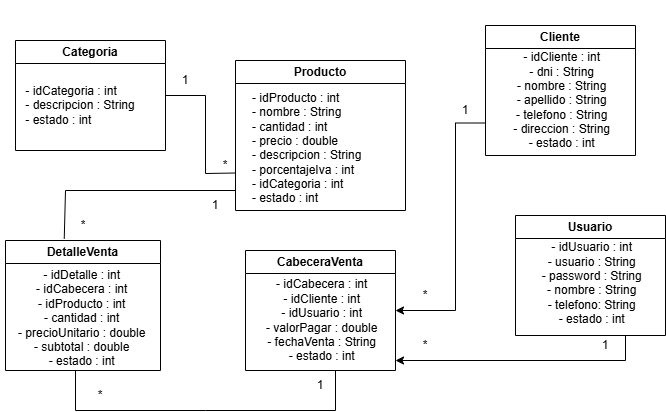 Categoria
- idCategoria : int
- descripcion : String
- estado : int
1
Producto
- idProducto : int
- nombre : String
- cantidad : int
- precio : double
- descripcion : String
- porcentajeIva : int
- idCategoria : int
- estado : int
*
1
*
Cliente
- idCliente : int
- dni : String
- nombre : String
- apellido : String
- telefono : String
- direccion : String
- estado : int
1
*
DetalleVenta
- idDetalle : int
- idCabecera : int
- idProducto : int
- cantidad : int
- precioUnitario : double
- subtotal : double
- estado : int
*
CabeceraVenta
- idCabecera : int
- idCliente : int
- idUsuario : int
- valorPagar : double
- fechaVenta : String
- estado : int
1
*
Usuario
- idUsuario : int
- usuario : String
- password : String
- nombre : String
- telefono: String
- estado : int
1